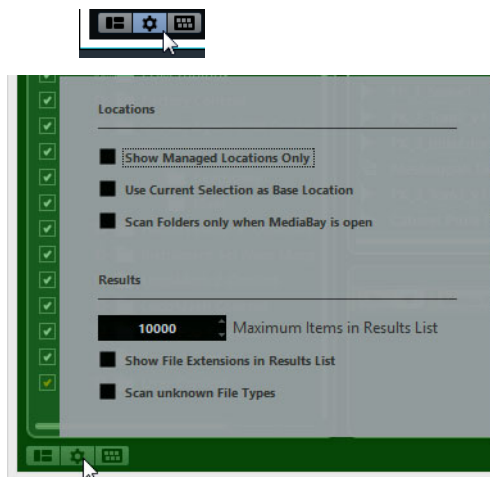 Locations
Show Managed Locations Only
Use Current Selection as Base Location
Scan Folders only when MediaBay is open
Results
10000 Maximum Items in Results List
Show File Extensions in Results List
Scan unknown File Types